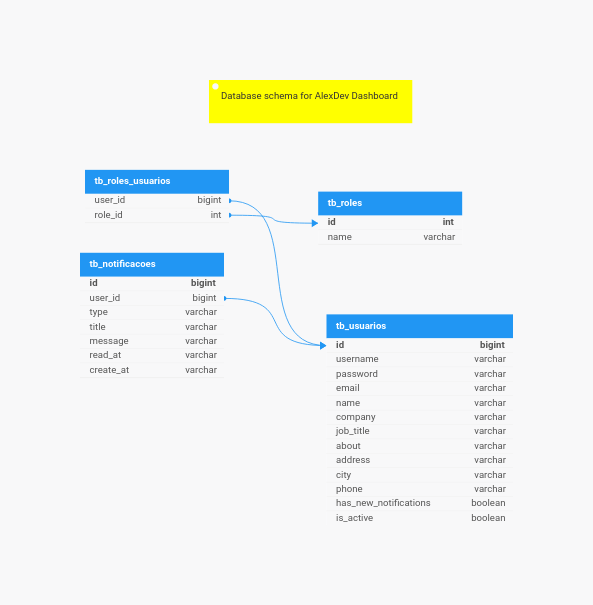 Database schema for AlexDev Dashboard
tb_roles_usuarios
user_id bigint
role_id int
tb_roles
id int
name varchar
tb_notificacoes
id bigint
user_id bigint
type varchar
title varchar
message varchar
read_at varchar
create_at varchar
tb_usuarios
id bigint
username varchar
password varchar
email varchar
name varchar
company varchar
job_title varchar
about varchar
address varchar
city varchar
phone varchar
has_new_notifications boolean
is_active boolean